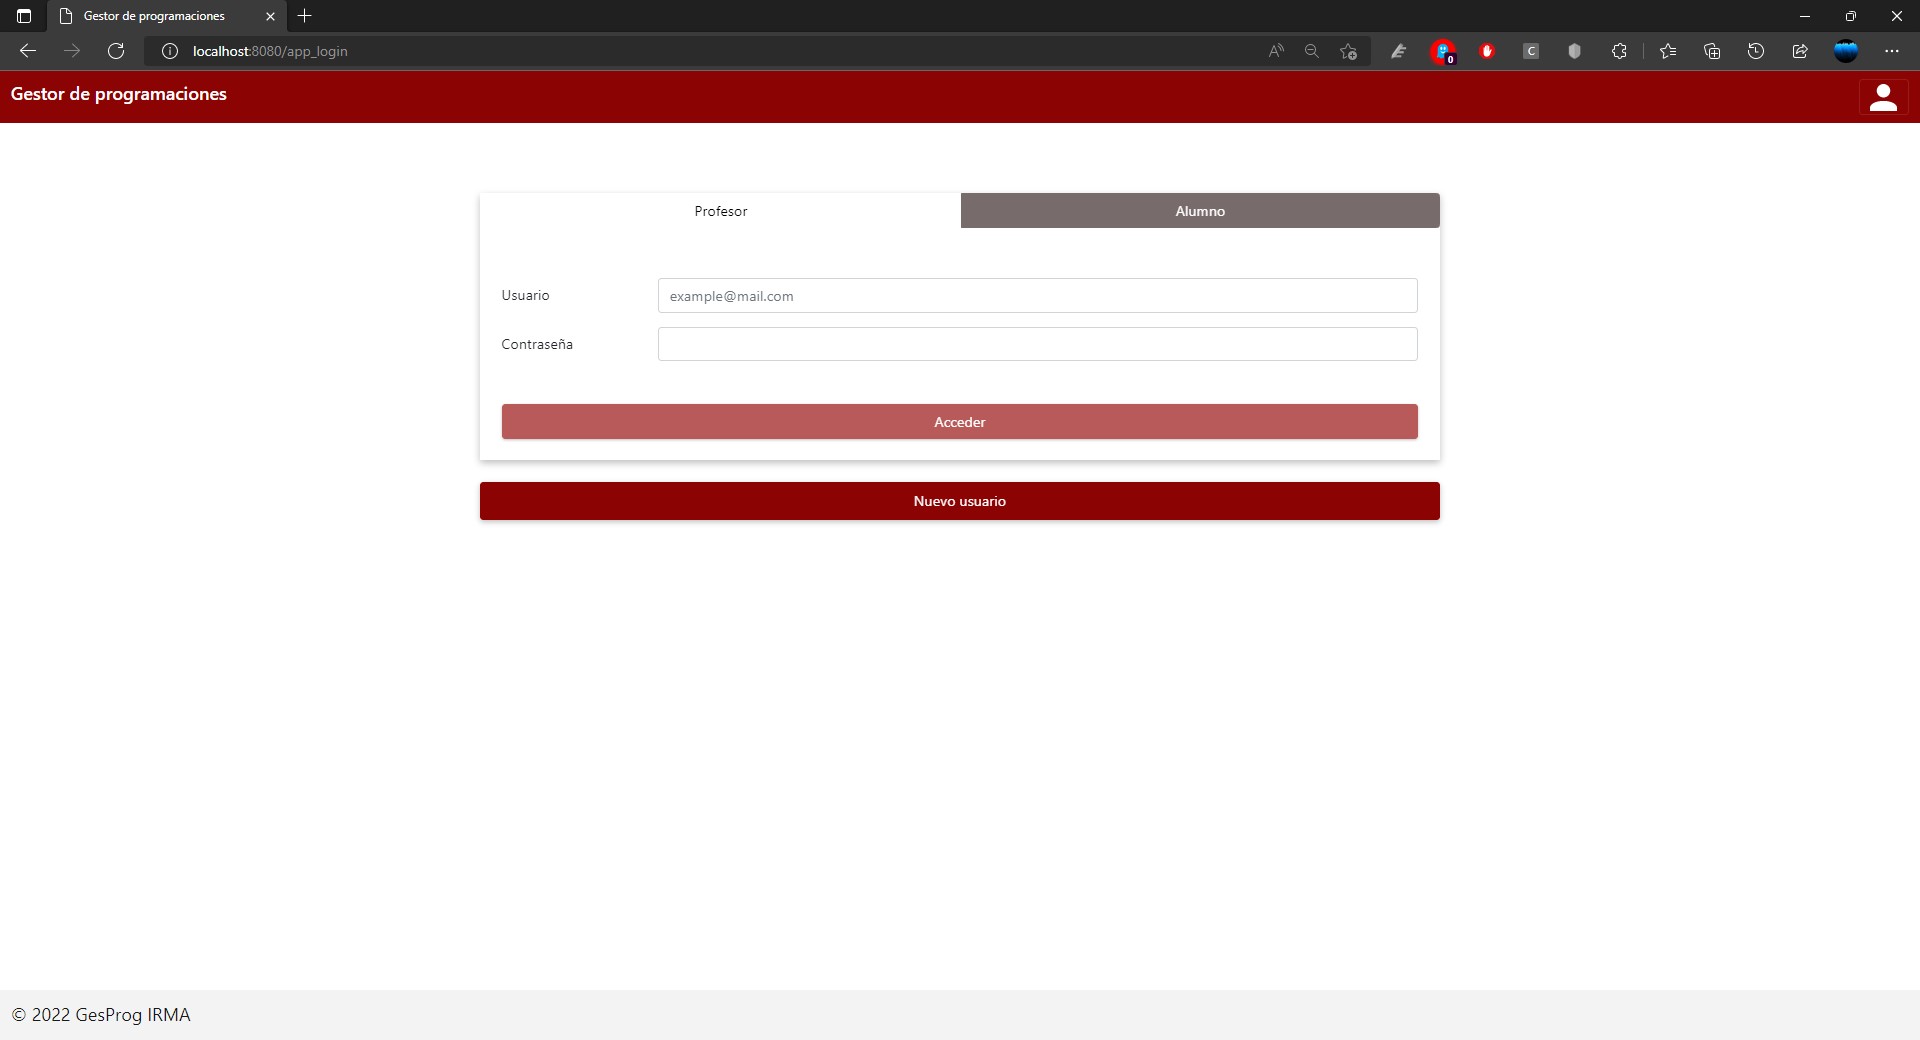 Gestor de programaciones
localhost:8080/app_login
A
0
C
Gestor de programaciones
Profesor
Alumno
Usuario
example@mail.com
Contraseña
Acceder
Nuevo usuario
© 2022 GesProg IRMA